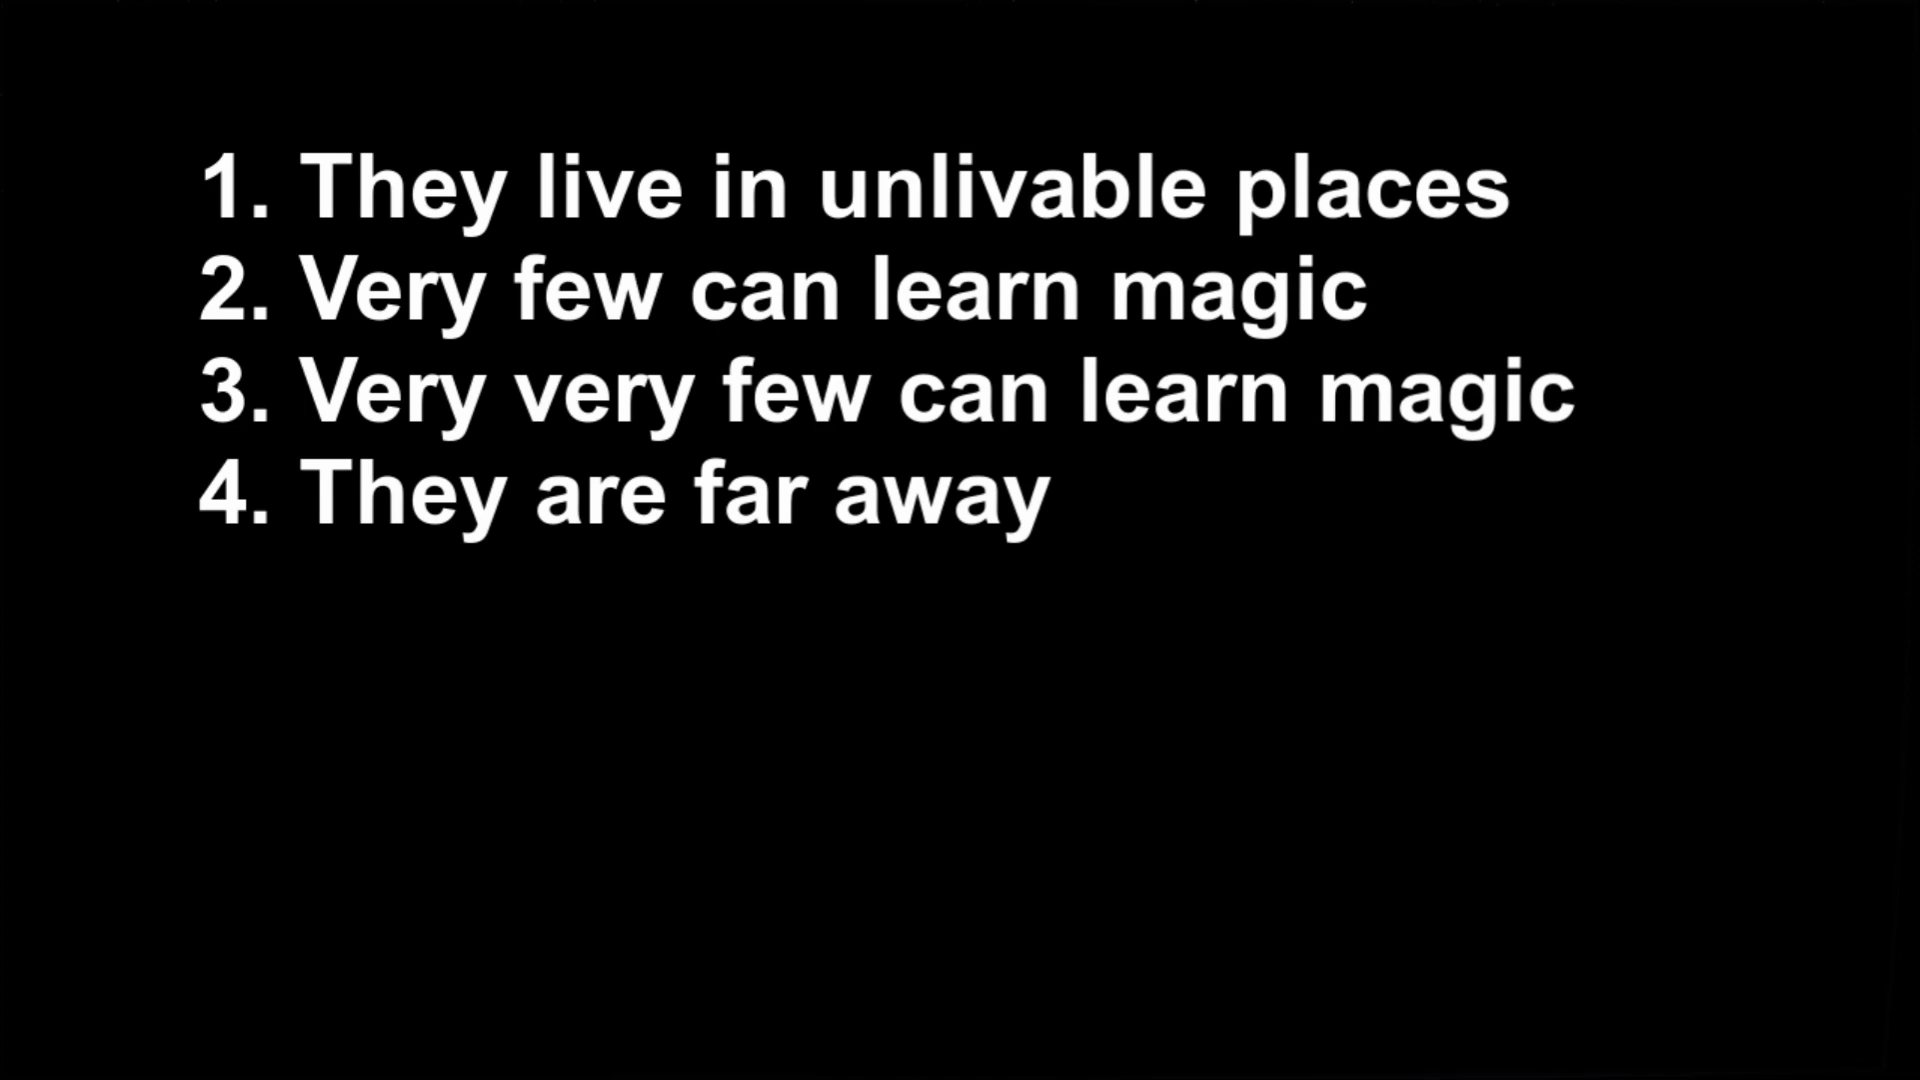 1. They live in unlivable places
2. Very few can learn magic
3. Very very few can learn magic
4. They are far away